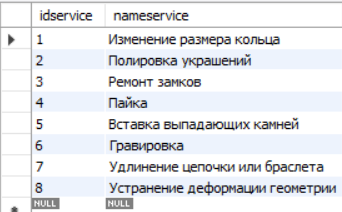 idservice nameservice
1 Изменение размера кольца
2 Полировка украшений
3 Ремонт замков
4 Пайка
5 Вставка выпадающих камней
6 Гравировка
7 Удлинение цепочки или браслета
8 Устранение деформации геометрии
NULL NULL